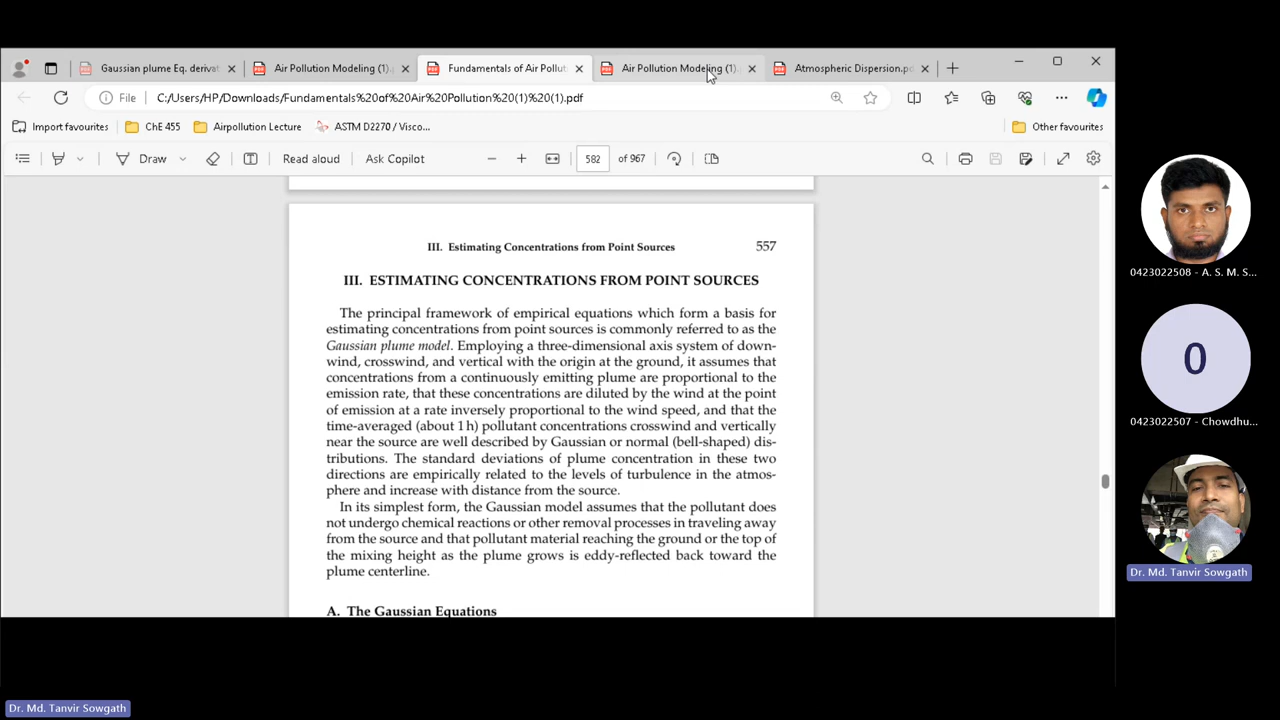 Gaussian plume Eq. derivat
Air Pollution Modeling (1).
Fundamentals of Air Pollut
Air Pollution Modeling (1).
Atmospheric Dispersion.pd
File
C:/Users/HP/Downloads/Fundamentals%20of%20Air%20Pollution%20(1)%20(1).pdf
Import favourites
ChE 455
Airpollution Lecture
ASTM D2270 / Visco...
Other favourites
Draw
Read aloud
Ask Copilot
582
of 967
III. Estimating Concentrations from Point Sources
557
III. ESTIMATING CONCENTRATIONS FROM POINT SOURCES
The principal framework of empirical equations which form a basis for
estimating concentrations from point sources is commonly referred to as the
Gaussian plume model. Employing a three-dimensional axis system of down-
wind, crosswind, and vertical with the origin at the ground, it assumes that
concentrations from a continuously emitting plume are proportional to the
emission rate, that these concentrations are diluted by the wind at the point
of emission at a rate inversely proportional to the wind speed, and that the
time-averaged (about 1 h) pollutant concentrations crosswind and vertically
near the source are well described by Gaussian or normal (bell-shaped) dis-
tributions. The standard deviations of plume concentration in these two
directions are empirically related to the levels of turbulence in the atmos-
phere and increase with distance from the source.
In its simplest form, the Gaussian model assumes that the pollutant does
not undergo chemical reactions or other removal processes in traveling away
from the source and that pollutant material reaching the ground or the top of
the mixing height as the plume grows is eddy-reflected back toward the
plume centerline.
A. The Gaussian Equations
0423022508 - A. S. M. S...
0
0423022507 - Chowdhu...
Dr. Md. Tanvir Sowgath
Dr. Md. Tanvir Sowgath